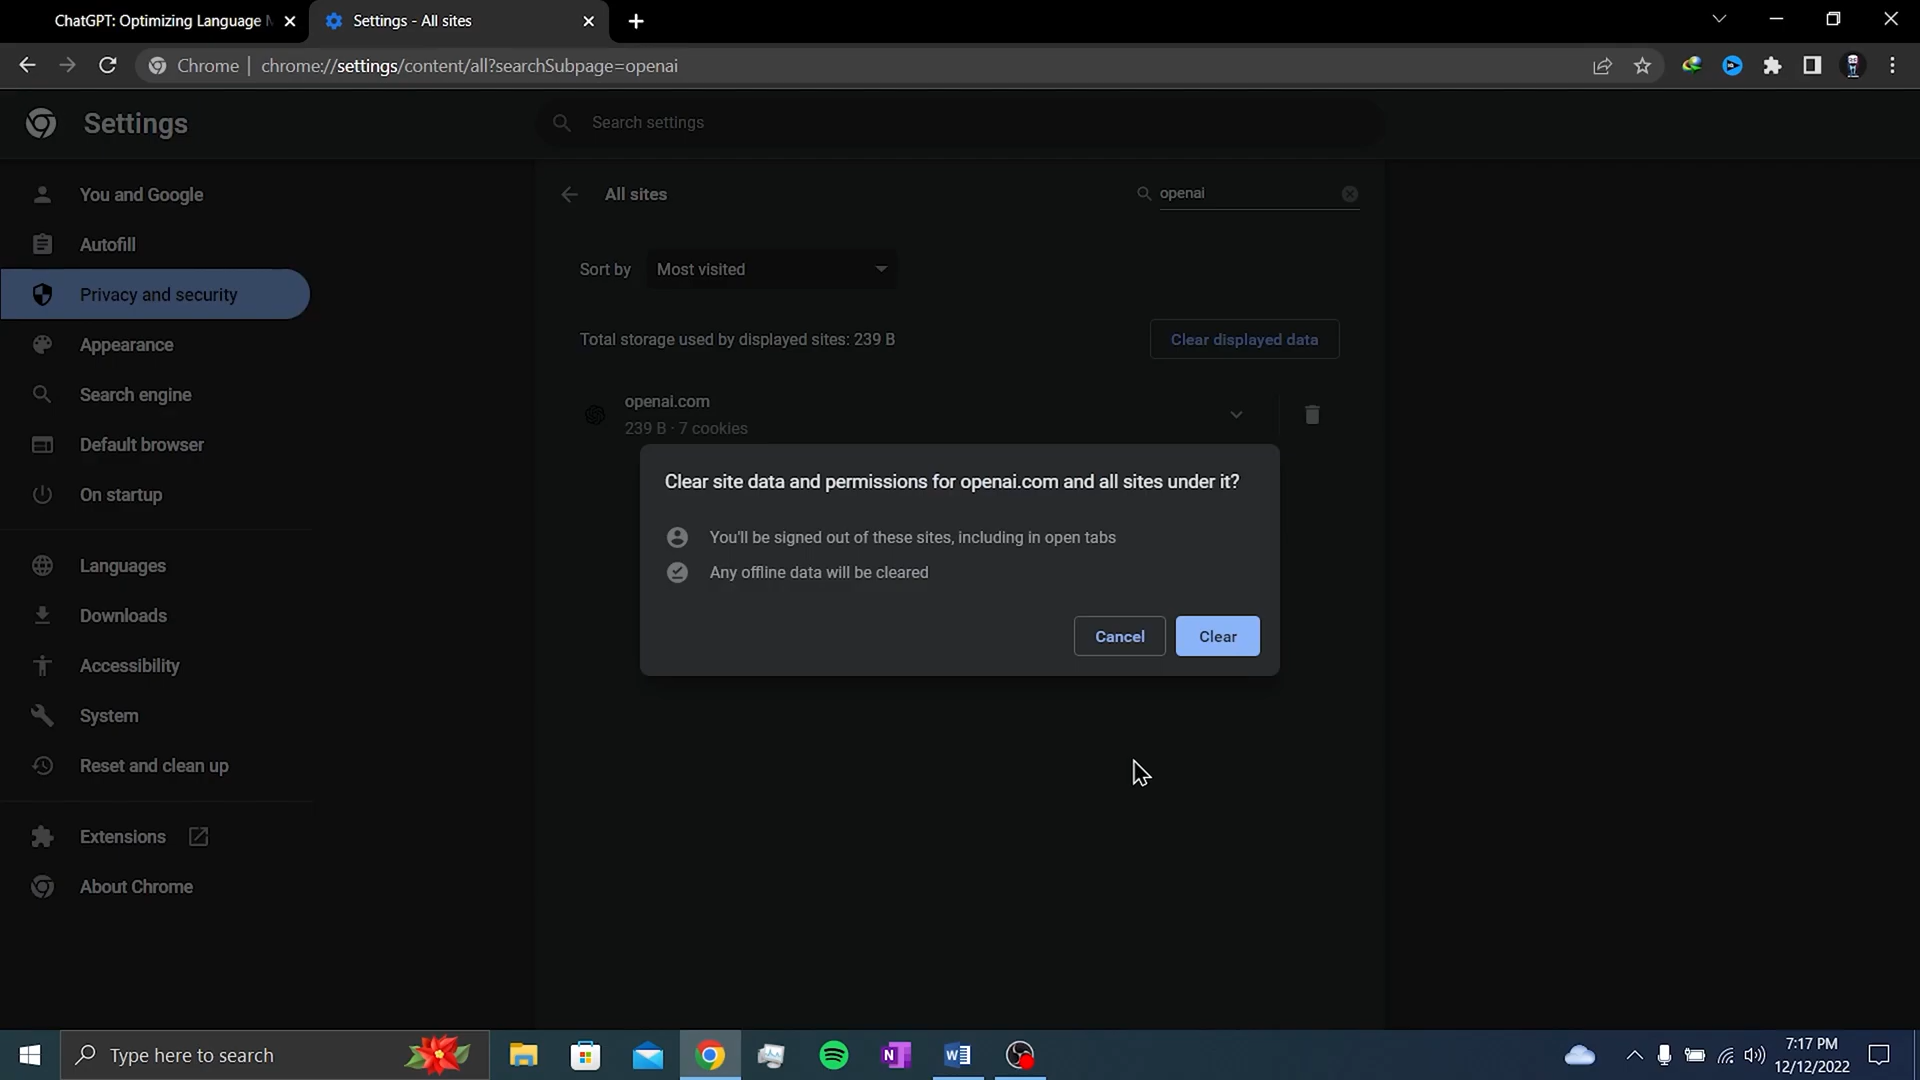 ChatGPT: Optimizing Language M
Settings - All sites
Chrome | chrome://settings/content/all?searchSubpage=openai
Settings
Search settings
You and Google
Autofill
Privacy and security
Appearance
Search engine
Default browser
On startup
Languages
Downloads
Accessibility
System
Reset and clean up
Extensions
About Chrome
All sites
openai
Sort by
Most visited
Total storage used by displayed sites: 239 B
Clear displayed data
openai.com
239 B · 7 cookies
Clear site data and permissions for openai.com and all sites under it?
You'll be signed out of these sites, including in open tabs
Any offline data will be cleared
Cancel
Clear
Type here to search
N
W
7:17 PM
12/12/2022